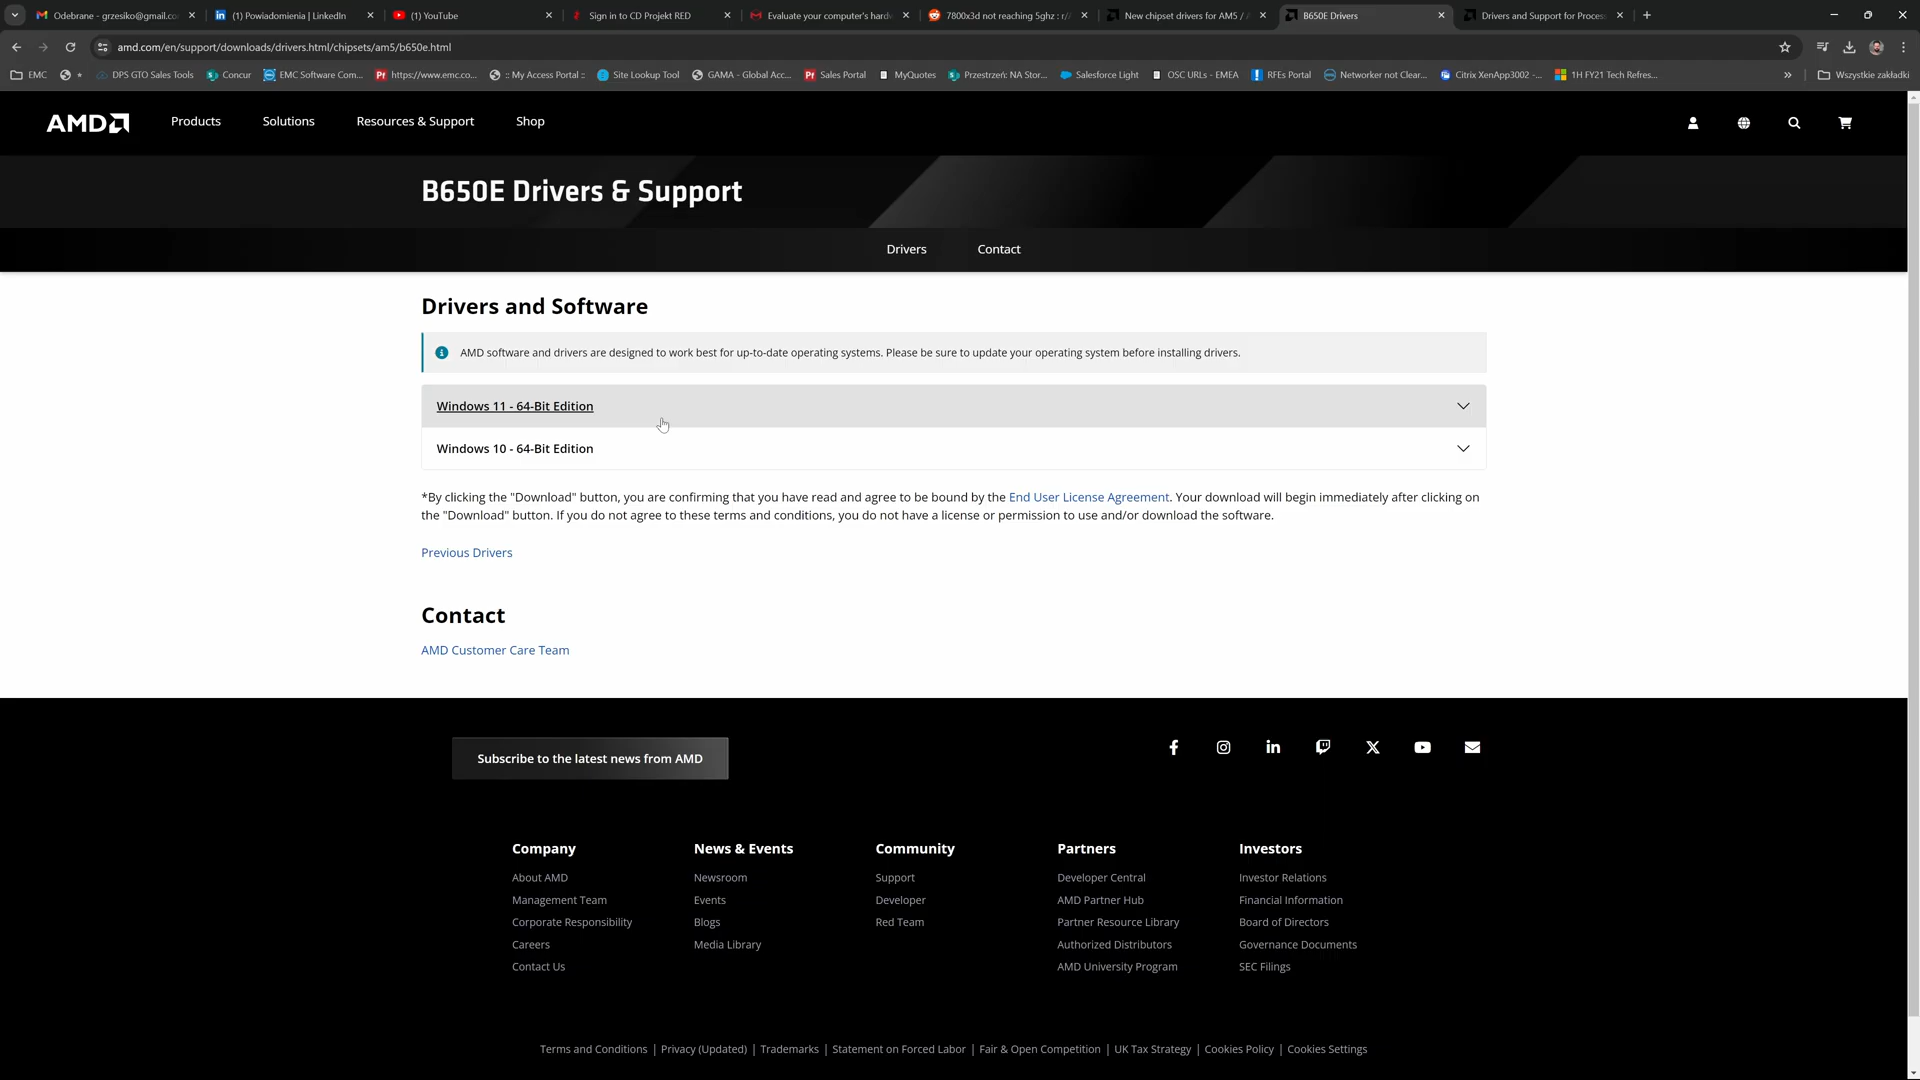 Odebrane - grzesiko@gmail.co
(1) Powiadomienia | LinkedIn
(1) YouTube
Sign in to CD Projekt RED
Evaluate your computer's hard
7800x3d not reaching 5ghz : r/
New chipset drivers for AM5 /
B650E Drivers
Drivers and Support for Proces
amd.com/en/support/downloads/drivers.html/chipsets/am5/b650e.html
EMC
*
DPS GTO Sales Tools
Concur
EMC Software Com...
https://www.emc.co...
:: My Access Portal ::
Site Lookup Tool
GAMA - Global Acc...
Sales Portal
MyQuotes
Przestrzeń: NA Stor...
Salesforce Light
OSC URLs - EMEA
RFEs Portal
Networker not Clear...
Citrix XenApp3002 -...
1H FY21 Tech Refres...
»
Wszystkie zakładki
AMD
Products
Solutions
Resources & Support
Shop
B650E Drivers & Support
Drivers
Contact
Drivers and Software
AMD software and drivers are designed to work best for up-to-date operating systems. Please be sure to update your operating system before installing drivers.
Windows 11 - 64-Bit Edition
Windows 10 - 64-Bit Edition
*By clicking the "Download" button, you are confirming that you have read and agree to be bound by the End User License Agreement. Your download will begin immediately after clicking on
the "Download" button. If you do not agree to these terms and conditions, you do not have a license or permission to use and/or download the software.
Previous Drivers
Contact
AMD Customer Care Team
Subscribe to the latest news from AMD
Company
About AMD
Management Team
Corporate Responsibility
Careers
Contact Us
News & Events
Newsroom
Events
Blogs
Media Library
Community
Support
Developer
Red Team
Partners
Developer Central
AMD Partner Hub
Partner Resource Library
Authorized Distributors
AMD University Program
Investors
Investor Relations
Financial Information
Board of Directors
Governance Documents
SEC Filings
Terms and Conditions | Privacy (Updated) | Trademarks | Statement on Forced Labor | Fair & Open Competition | UK Tax Strategy | Cookies Policy | Cookies Settings